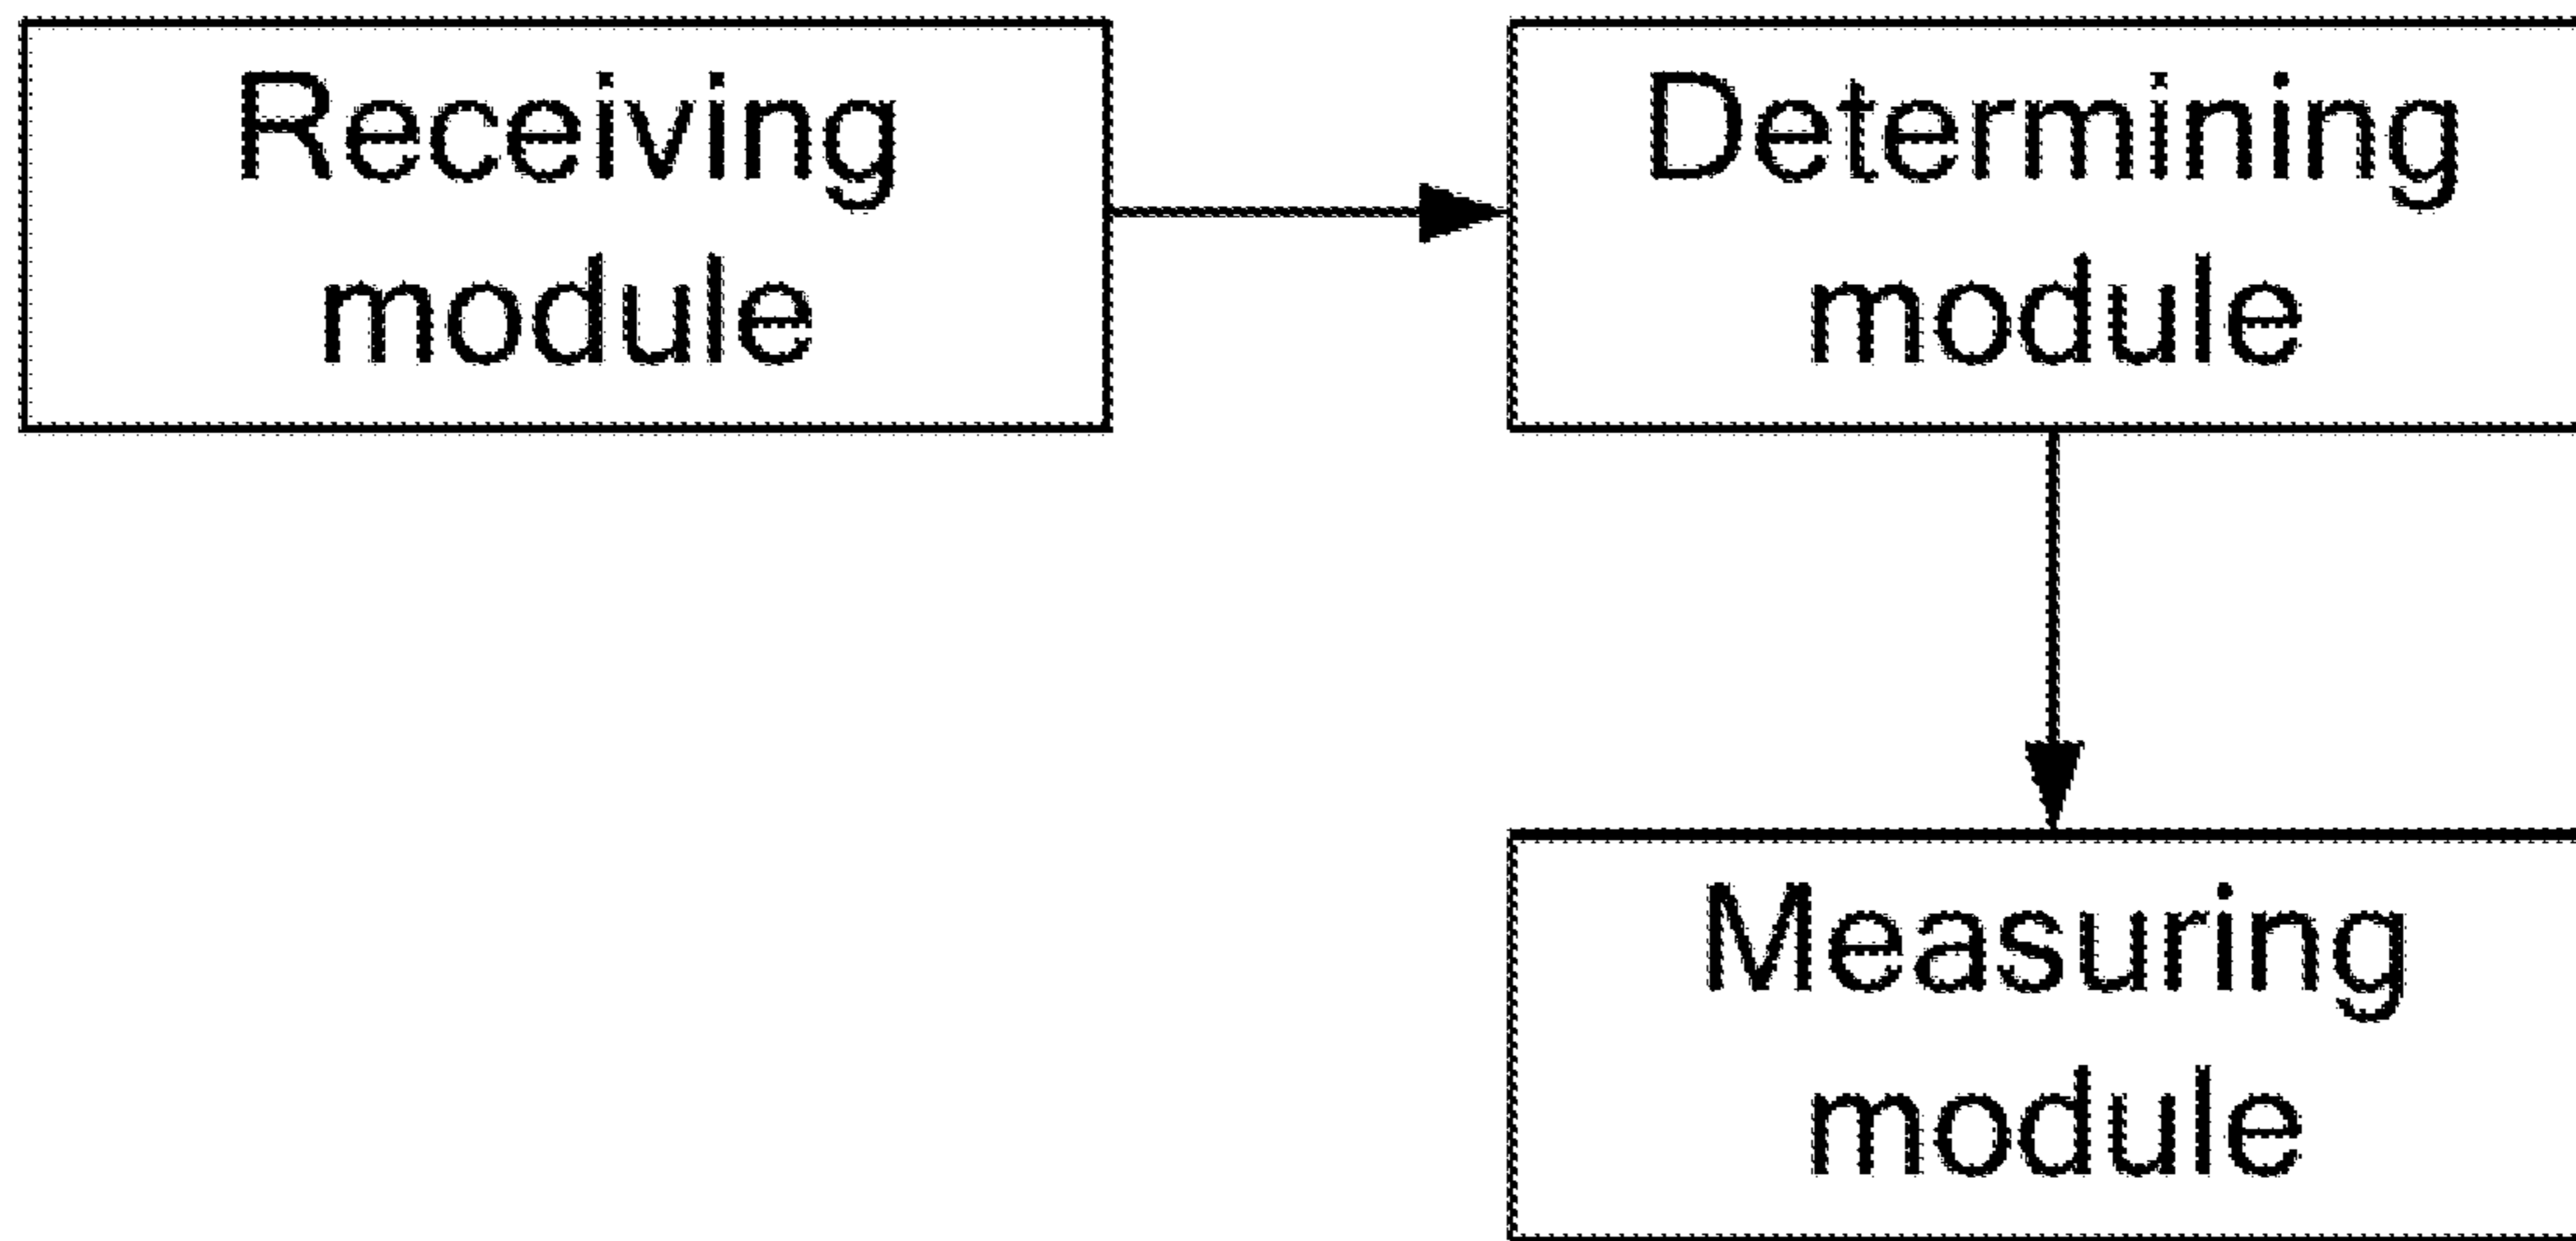 Receiving
module
Determining
module
Measuring
module